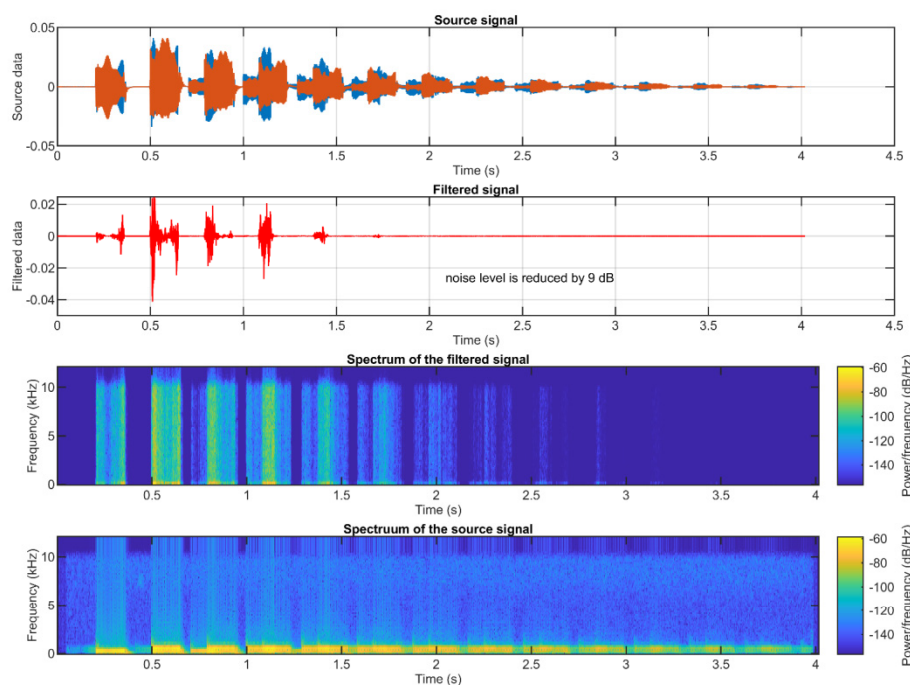 Source signal
0.05
0
-0.05
Source data
0 0.5 1 1.5 2 2.5 3 3.5 4 4.5
Time (s)
Filtered signal
0.02
0
-0.02
-0.04
Filtered data
noise level is reduced by 9 dB
0 0.5 1 1.5 2 2.5 3 3.5 4 4.5
Time (s)
Spectrum of the filtered signal
10
5
0
Frequency (kHz)
0.5 1 1.5 2 2.5 3 3.5 4
Time (s)
-60
-80
-100
-120
-140
Power/frequency (dB/Hz)
Spectruum of the source signal
10
5
0
Frequency (kHz)
0.5 1 1.5 2 2.5 3 3.5 4
Time (s)
-60
-80
-100
-120
-140
Power/frequency (dB/Hz)